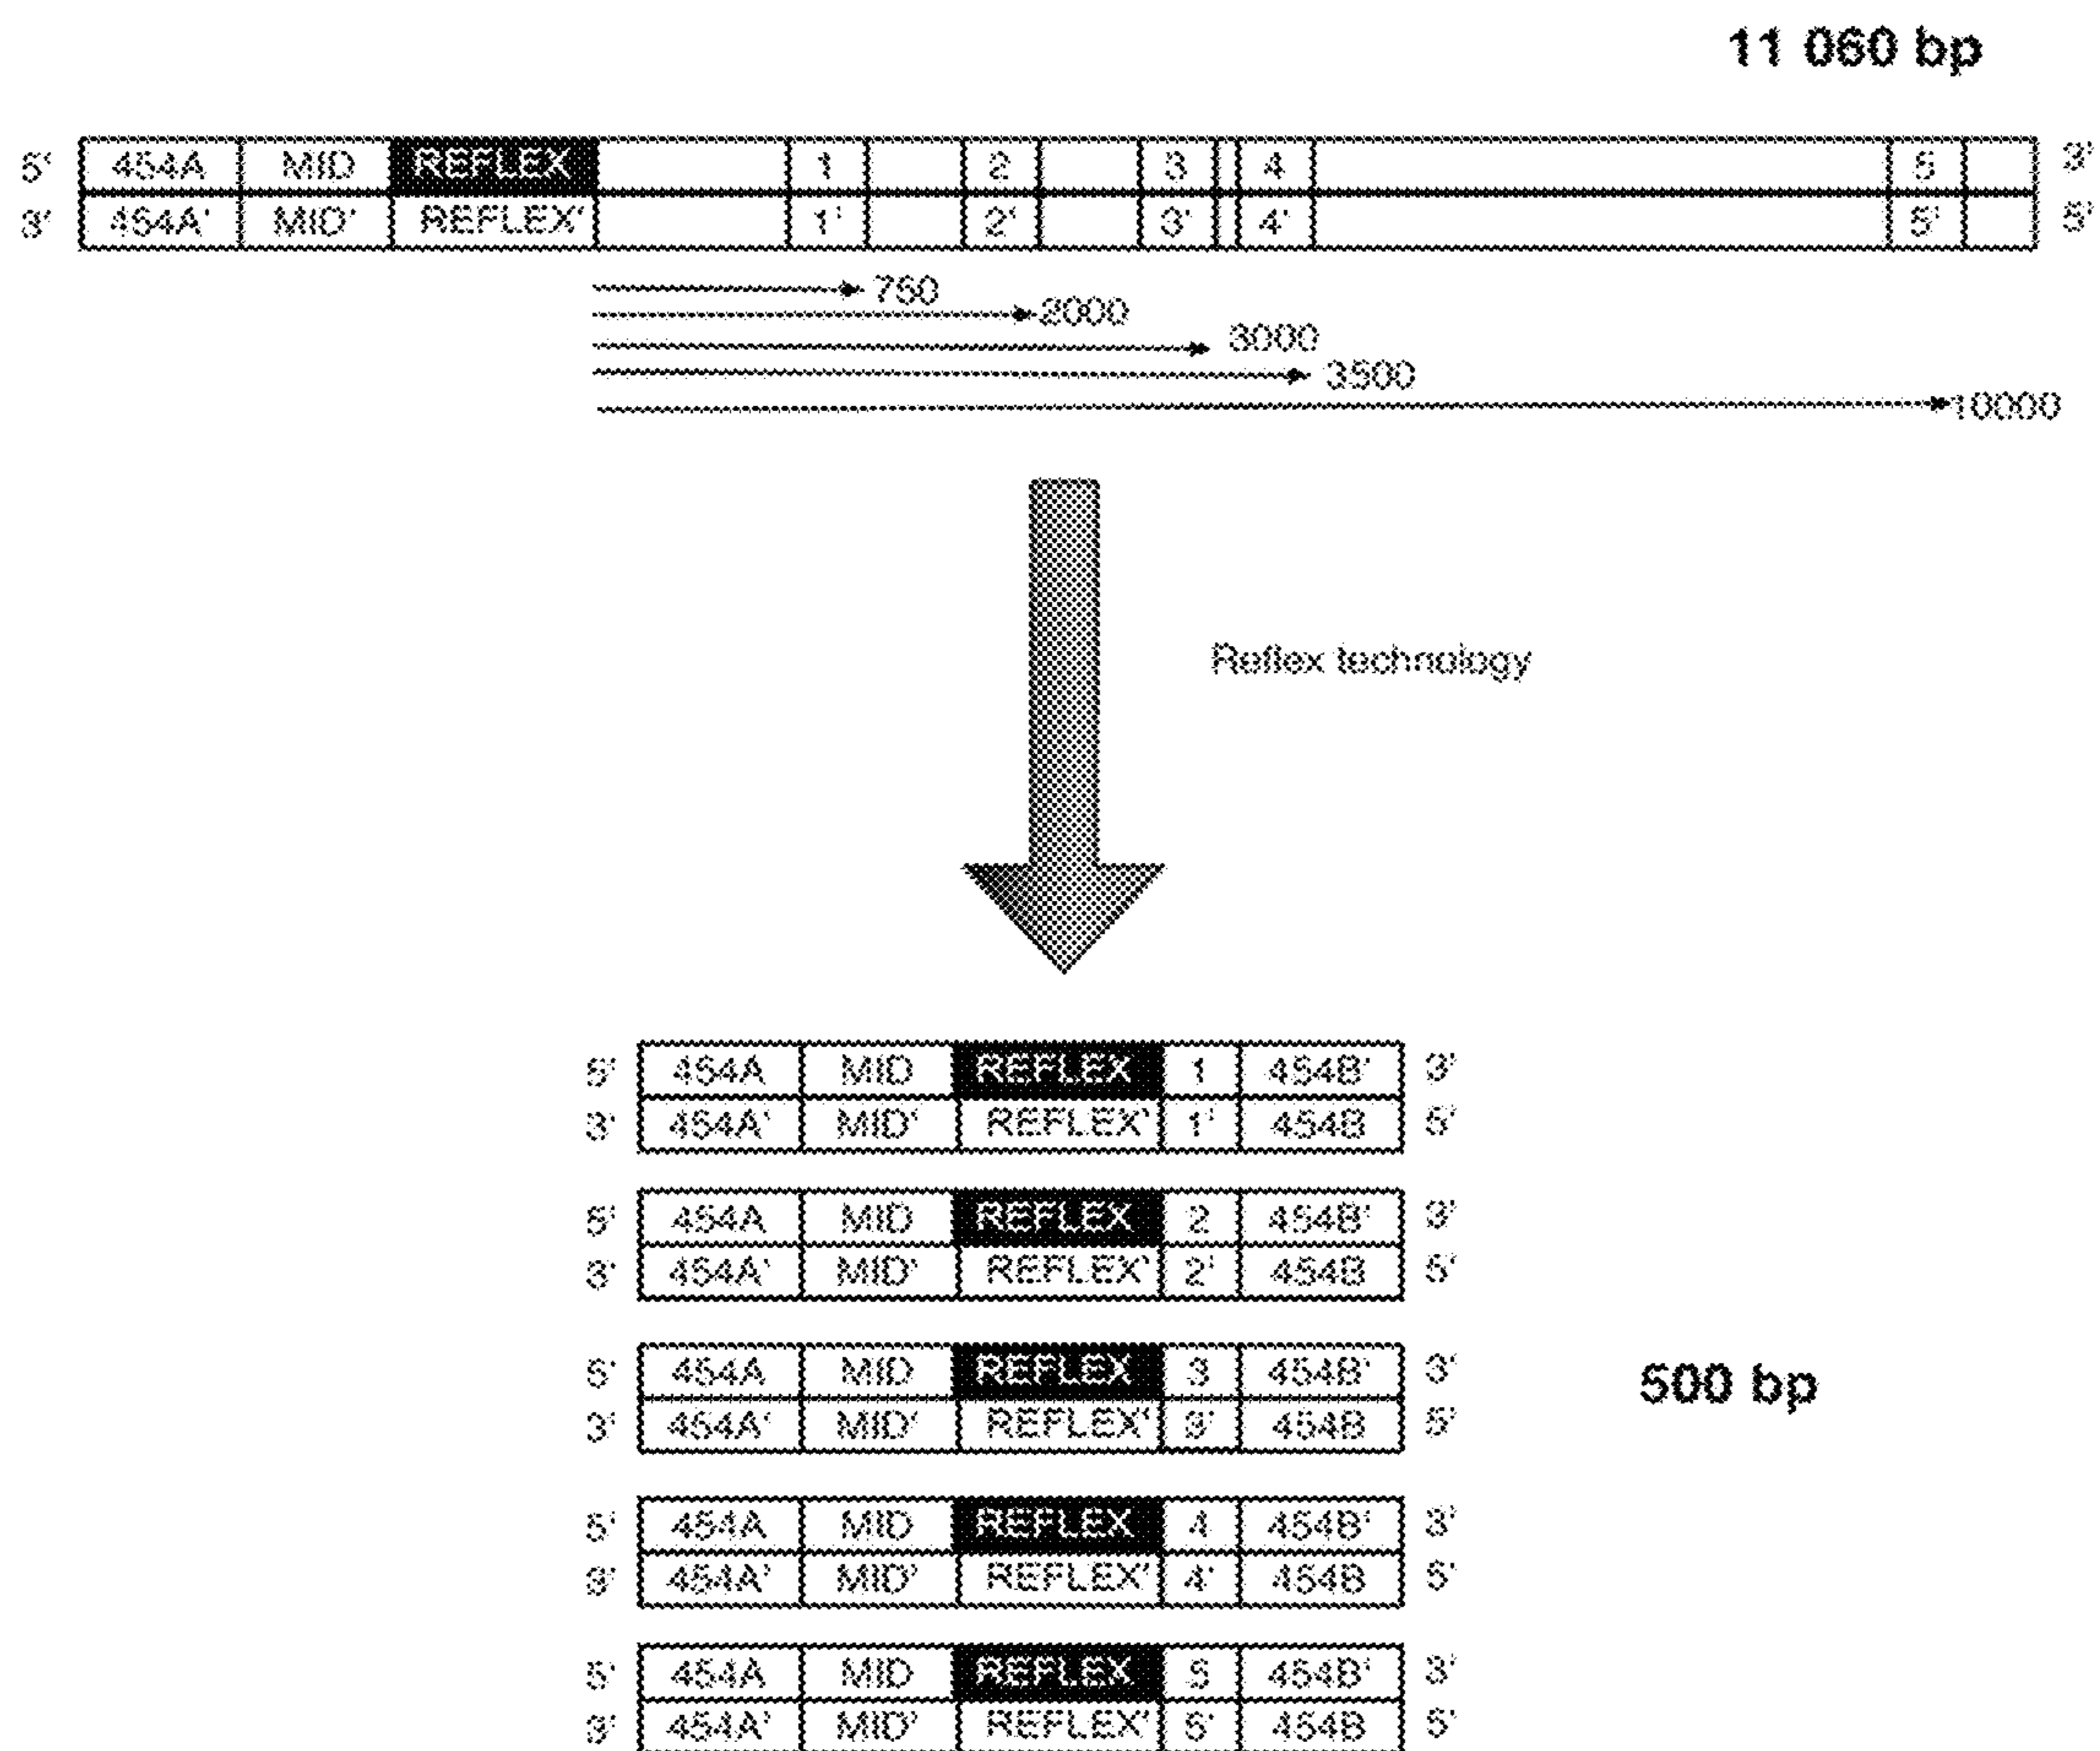 11 060 bp
5' 454A MID REFLEX 1 2 3 4 5 3'
3' 454A' MID' REFLEX' 1' 2' 3' 4' 5' 5'
750
2000
3000
3500
10000
Reflex technology
5' 454A MID REFLEX 1 454B' 3'
3' 454A' MID' REFLEX' 1' 454B 5'
5' 454A MID REFLEX 2 454B' 3'
3' 454A' MID' REFLEX' 2' 454B 5'
5' 454A MID REFLEX 3 454B' 3'
3' 454A' MID' REFLEX' 3' 454B 5'
500 bp
5' 454A MID REFLEX 4 454B' 3'
3' 454A' MID' REFLEX' 4' 454B 5'
5' 454A MID REFLEX 5 454B' 3'
3' 454A' MID' REFLEX' 5' 454B 5'